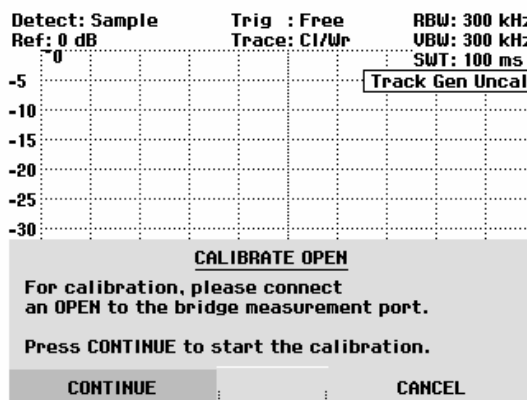 Detect: Sample Trig : Free RBW: 300 kHz
Ref: 0 dB Trace: Cl/Wr VBW: 300 kHz
0 SWT: 100 ms
-5 Track Gen Uncal
-10
-15
-20
-25
-30
CALIBRATE OPEN
For calibration, please connect
an OPEN to the bridge measurement port.
Press CONTINUE to start the calibration.
CONTINUE CANCEL